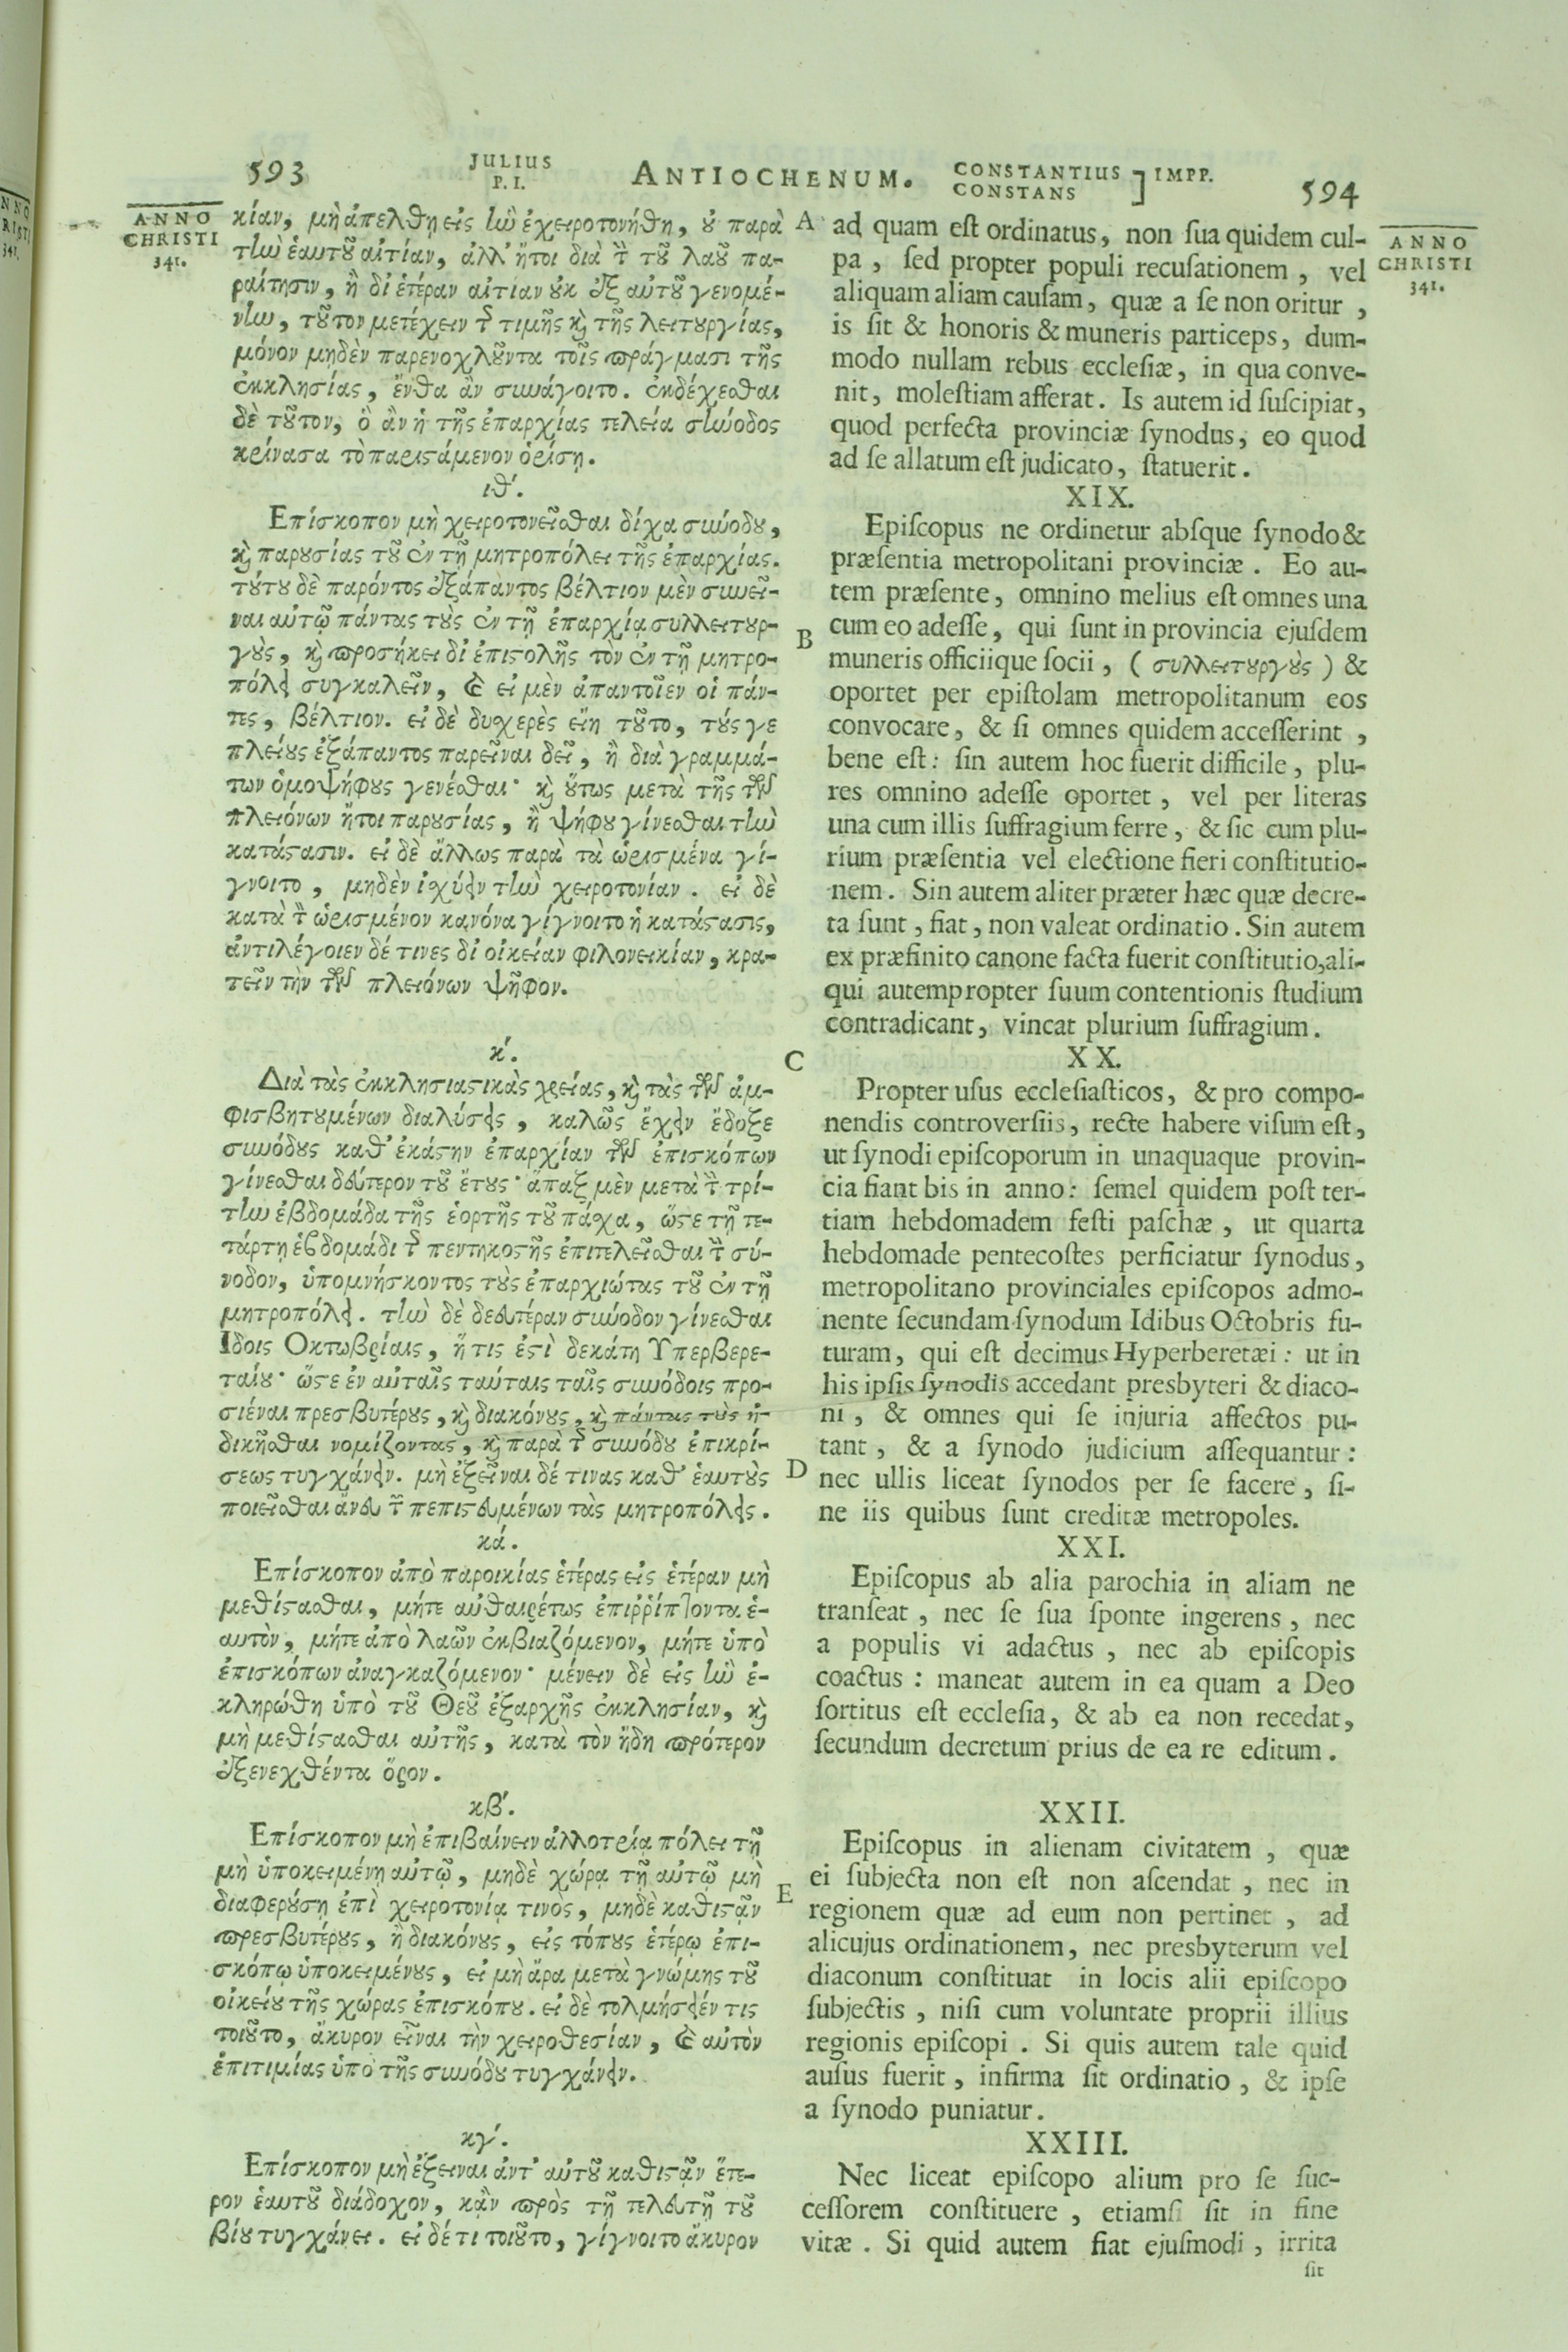 593
JULIUS
P. I.
ANTIOCHENUM.
CONSTANTIUS
CONSTANS
] IMPP.
594
ANNO
CHRISTI
341.
κίαν, μὴ ἀπελθῃ εἰς ἣν ἐχειροτονήθη, οὐ παρὰ
τὴν ἑαυτοῦ αἰτίαν, ἀλλ' ἤτοι διὰ τὴν τοῦ λαοῦ πα-
ραίτησιν, ἢ δι' ἑτέραν αἰτιαν οὐκ ἐξ αὐτοῦ γενομέ-
νην, τοῦτον μετέχειν τῆς τιμῆς καὶ τῆς λειτουργίας,
μόνον μηδὲν παρενοχλοῦντα τοῖς πράγμασι τῆς
ἐκκλησίας, ἔνθα ἂν συνάγοιτο. ἐκδέχεσθαι
δὲ τοῦτον, ὃ ἂν ἡ τῆς ἐπαρχίας τελεία σύνοδος
κρίνασα τὸ παριστάμενον ὁρίσῃ.
ιθ'.
Επίσκοπον μὴ χειροτονεῖσθαι δίχα συνόδου,
καὶ παρουσίας τοῦ ἐν τῇ μητροπόλει τῆς ἐπαρχίας.
τούτου δὲ παρόντος ἐξάπαντος βέλτιον μὲν συνεῖ-
ναι αὐτῷ πάντας τοὺς ἐν τῇ ἐπαρχίᾳ συλλειτουρ-
γοὺς, καὶ προσήκει δι' ἐπιστολῆς τὸν ἐν τῇ μητρο-
πόλει συγκαλεῖν, καὶ εἰ μὲν ἀπαντοῖεν οἱ πάν-
τες, βέλτιον. εἰ δὲ δυχερὲς εἴη τοῦτο, τούς γε
πλείους ἐξάπαντος παρεῖναι δεῖ, ἢ διὰ γραμμά-
των ὁμοψήφους γενέσθαι· καὶ οὕτως μετὰ τῆς τῶν
πλειόνων ἤτοι παρουσίας, ἢ ψήφου γίνεσθαι τὴν
κατάστασιν. εἰ δὲ ἄλλως παρὰ τὰ ὡρισμένα γί-
γνοιτο, μηδὲν ἰσχύειν τὴν χειροτονίαν. εἰ δὲ
κατὰ τὸν ὡρισμένον κανόνα γίγνοιτο ἡ κατάστασις,
ἀντιλέγοιεν δέ τινες δι' οἰκείαν φιλονεικίαν, κρα-
τεῖν τὴν τῶν πλειόνων ψῆφον.
κ'.
Διὰ τὰς ἐκκλησιαστικὰς χρείας, καὶ τὰς τῶν ἀμ-
φισβητουμένων διαλύσεις, καλῶς ἔχειν ἔδοξε
συνόδους καθ' ἑκάστην ἐπαρχίαν τῶν ἐπισκόπων
γίνεσθαι δεύτερον τοῦ ἔτους· ἅπαξ μὲν μετὰ τὴν τρί-
την ἑβδομάδα τῆς ἑορτῆς τοῦ πάσχα, ὥστε τῇ τε-
τάρτῃ ἑβδομάδι τῆς πεντηκοστῆς ἐπιτελεῖσθαι τὴν σύ-
νοδον, ὑπομνήσκοντος τοὺς ἐπαρχιώτας τοῦ ἐν τῇ
μητροπόλει. τὴν δὲ δευτέραν σύνοδον γίνεσθαι
Ιδοις Οκτωβρίαις, ἥτις ἐστὶ δεκάτη Υπερβερε-
ταίου· ὥστε ἐν αὐταῖς ταύταις ταῖς συνόδοις προ-
σιέναι πρεσβυτέρους, καὶ διακόνους, καὶ πάντας τοὺς ἠ-
δικῆσθαι νομίζοντας, καὶ παρὰ τῆς συνόδου ἐπικρί-
σεως τυγχάνειν. μὴ ἐξεῖναι δέ τινας καθ' ἑαυτοὺς
ποιεῖσθαι ἄνευ τῶν πεπιστευμένων τὰς μητροπόλεις.
κά.
Επίσκοπον ἀπὸ παροικίας ἑτέρας εἰς ἑτέραν μὴ
μεθίστασθαι, μήτε αὐθαιρέτως ἐπιῤῥίπτοντα ἑ-
αυτὸν, μήτε ἀπὸ λαῶν ἐκβιαζόμενον, μήτε ὑπὸ
ἐπισκόπων ἀναγκαζόμενον· μένειν δὲ εἰς ἣν ἐ-
κληρώθη ὑπὸ τοῦ Θεοῦ ἐξαρχῆς ἐκκλησίαν, καὶ
μὴ μεθίστασθαι αὐτῆς, κατὰ τὸν ἤδη πρότερον
ἐξενεχθέντα ὅρον.
κβ'.
Επίσκοπον μὴ ἐπιβαίνειν ἀλλοτρίᾳ πόλει τῇ
μὴ ὑποκειμένῃ αὐτῷ, μηδὲ χώρᾳ τῇ αὐτῷ μὴ
διαφερούσῃ ἐπὶ χειροτονίᾳ τινὸς, μηδὲ καθιστᾷν
πρεσβυτέρους, ἢ διακόνους, εἰς τόπους ἑτέρῳ ἐπι-
σκόπῳ ὑποκειμένους, εἰ μὴ ἄρα μετὰ γνώμης τοῦ
οἰκείου τῆς χώρας ἐπισκόπου. εἰ δὲ τολμήσειέν τις
τοιοῦτο, ἄκυρον εἶναι τὴν χειροθεσίαν, καὶ αὐτὸν
ἐπιτιμίας ὑπὸ τῆς συνόδου τυγχάνειν.
κγ'.
Επίσκοπον μὴ ἐξειναι ἀντ' αὐτοῦ καθιστᾷν ἕτε-
ρον ἑαυτοῦ διάδοχον, κἂν πρὸς τῇ τελευτῇ τοῦ
βίου τυγχάνει. εἰ δέ τι τοιοῦτο, γίγνοιτο ἄκυρον
A
B
C
D
E
ad quam est ordinatus, non sua quidem cul-
pa, sed propter populi recusationem, vel
aliquam aliam causam, quæ a se non oritur,
is sit & honoris & muneris particeps, dum-
modo nullam rebus ecclesiæ, in qua conve-
nit, molestiam afferat. Is autem id suscipiat,
quod perfecta provinciæ synodus, eo quod
ad se allatum est judicato, statuerit.
XIX.
Episcopus ne ordinetur absque synodo &
præsentia metropolitani provinciæ. Eo au-
tem præsente, omnino melius est omnes una
cum eo adesse, qui sunt in provincia ejusdem
muneris officiique socii, (συλλειτουργοὺς) &
oportet per epistolam metropolitanum eos
convocare, & si omnes quidem accesserint,
bene est: sin autem hoc fuerit difficile, plu-
res omnino adesse oportet, vel per literas
una cum illis suffragium ferre, & sic cum plu-
rium præsentia vel electione fieri constitutio-
nem. Sin autem aliter præter hæc quæ decre-
ta sunt, fiat, non valeat ordinatio. Sin autem
ex præfinito canone facta fuerit constitutio, ali-
qui autem propter suum contentionis studium
contradicant, vincat plurium suffragium.
XX.
Propter usus ecclesiasticos, & pro compo-
nendis controversiis, recte habere visum est,
ut synodi episcoporum in unaquaque provin-
cia fiant bis in anno: semel quidem post ter-
tiam hebdomadem festi paschæ, ut quarta
hebdomade pentecostes perficiatur synodus,
metropolitano provinciales episcopos admo-
nente secundam synodum Idibus Octobris fu-
turam, qui est decimus Hyperberetæi: ut in
his ipsis synodis accedant presbyteri & diaco-
ni, & omnes qui se injuria affectos pu-
tant, & a synodo judicium assequantur:
nec ullis liceat synodos per se facere, si-
ne iis quibus sunt creditæ metropoles.
XXI.
Episcopus ab alia parochia in aliam ne
transeat, nec se sua sponte ingerens, nec
a populis vi adactus, nec ab episcopis
coactus: maneat autem in ea quam a Deo
sortitus est ecclesia, & ab ea non recedat,
secundum decretum prius de ea re editum.
XXII.
Episcopus in alienam civitatem, quæ
ei subjecta non est non ascendat, nec in
regionem quæ ad eum non pertinet, ad
alicujus ordinationem, nec presbyterum vel
diaconum constituat in locis alii episcopo
subjectis, nisi cum voluntate proprii illius
regionis episcopi. Si quis autem tale quid
ausus fuerit, infirma sit ordinatio, & ipse
a synodo puniatur.
XXIII.
Nec liceat episcopo alium pro se suc-
cessorem constituere, etiamsi sit in fine
vitæ. Si quid autem fiat ejusmodi, irrita
sit
ANNO
CHRISTI
341.